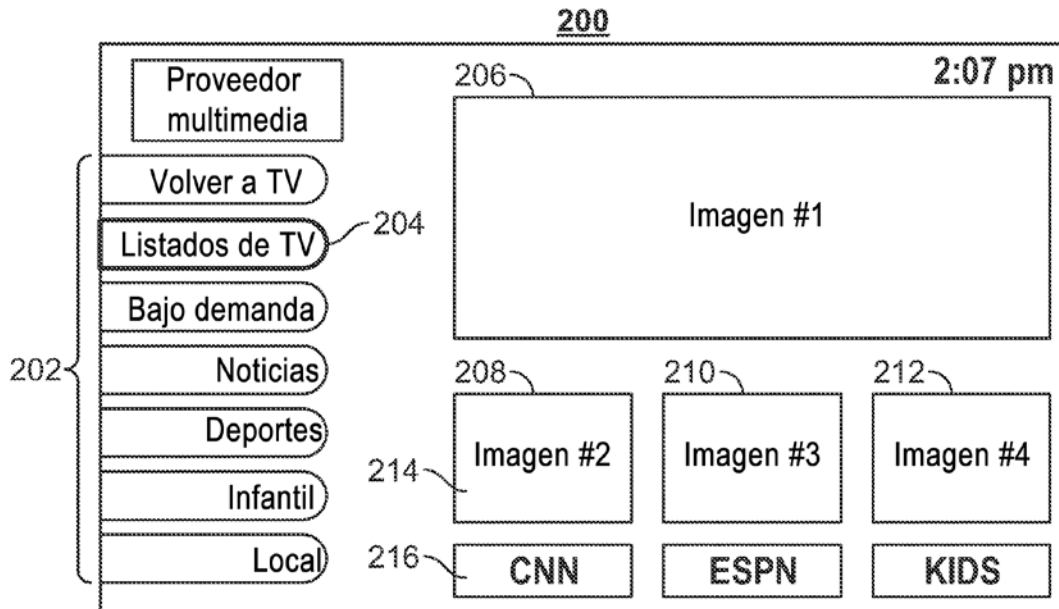 200
Proveedor
multimedia
206
2:07 pm
Volver a TV
Listados de TV
204
Bajo demanda
Noticias
Deportes
Infantil
Local
202
Imagen #1
208
210
212
Imagen #2
Imagen #3
Imagen #4
214
216
CNN
ESPN
KIDS